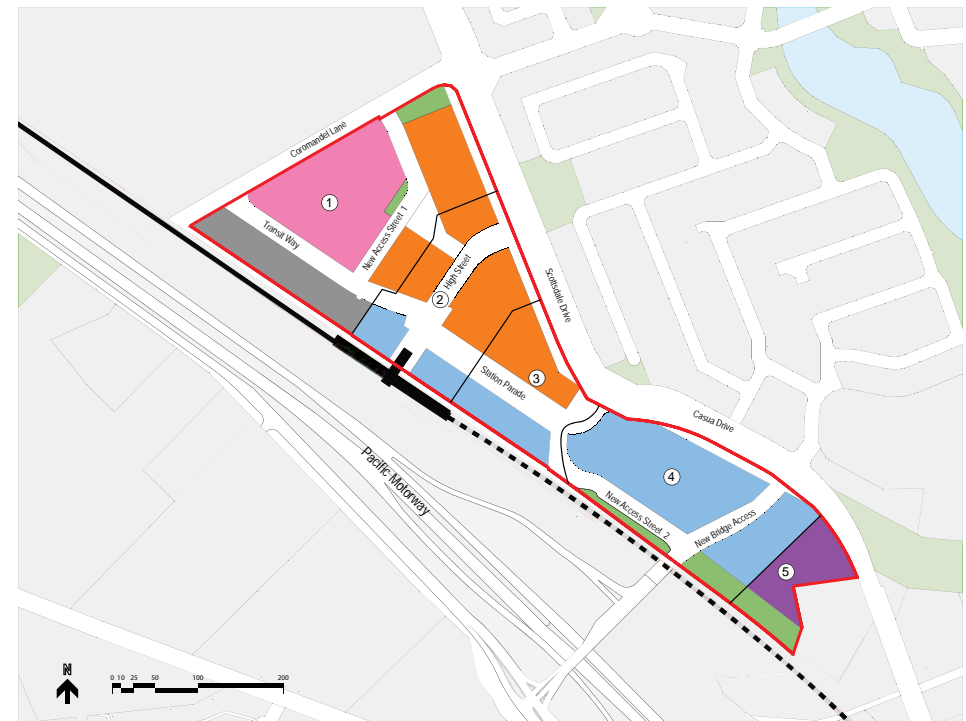 Coromandel Lane
1
Transit Way
New Access Street 1
High Street
2
Scottsdale Drive
3
Station Parade
Casua Drive
4
Pacific Motorway
New Access Street 2
New Bridge Access
5
N
0 10 25 50 100 200